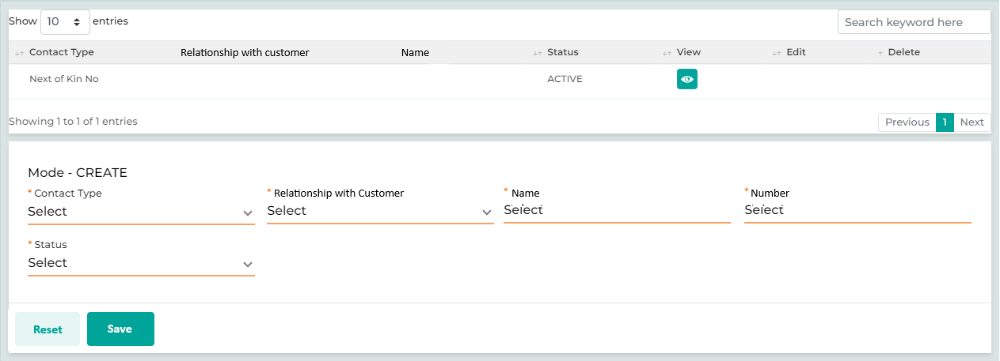 Show 10 entries Search keyword here
Contact Type Relationship with customer Name Status View Edit Delete
Next of Kin No ACTIVE
Showing 1 to 1 of 1 entries Previous 1 Next
Mode - CREATE
* Contact Type * Relationship with Customer * Name * Number
Select Select Select Select
* Status
Select
Reset Save